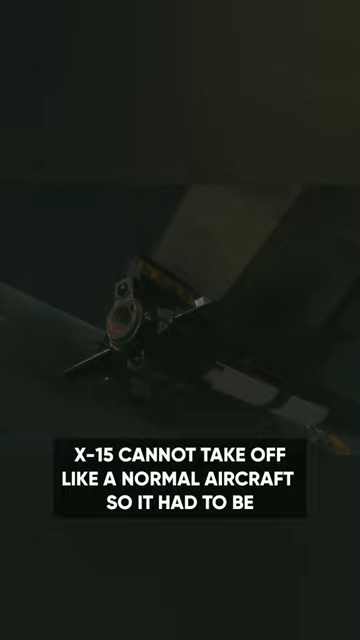 X-15 CANNOT TAKE OFF
LIKE A NORMAL AIRCRAFT
SO IT HAD TO BE